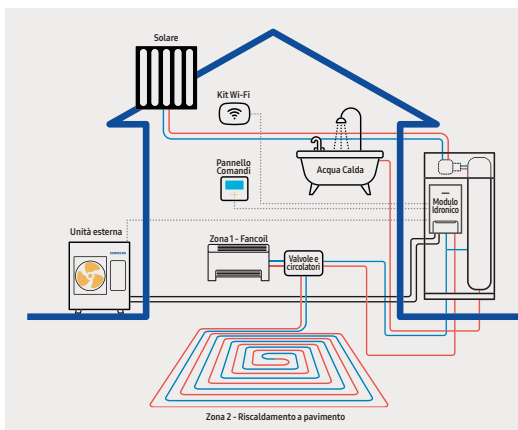 Solare
Kit Wi-Fi
Pannello
Comandi
Acqua Calda
Modulo
Idronico
Unità esterna
SAMSUNG
Zona 1 - Fancoil
Valvole e
circolatori
Zona 2 - Riscaldamento a pavimento